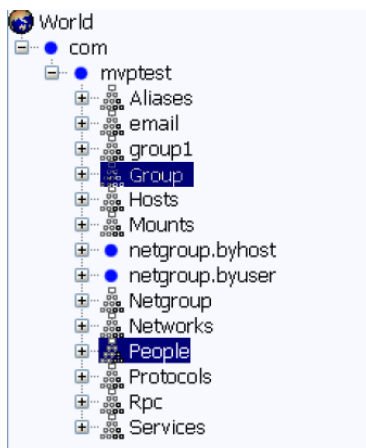 World
com
mvptest
Aliases
email
group1
Group
Hosts
Mounts
netgroup.byhost
netgroup.byuser
Netgroup
Networks
People
Protocols
Rpc
Services